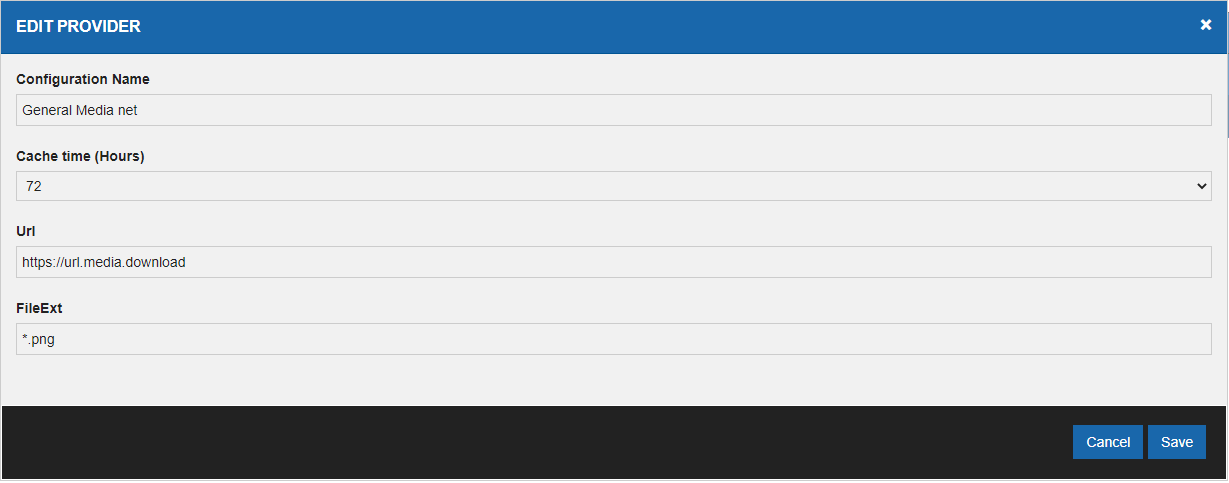 EDIT PROVIDER
Configuration Name
General Media net
Cache time (Hours)
72
Url
https://url.media.download
FileExt
*.png
Cancel Save